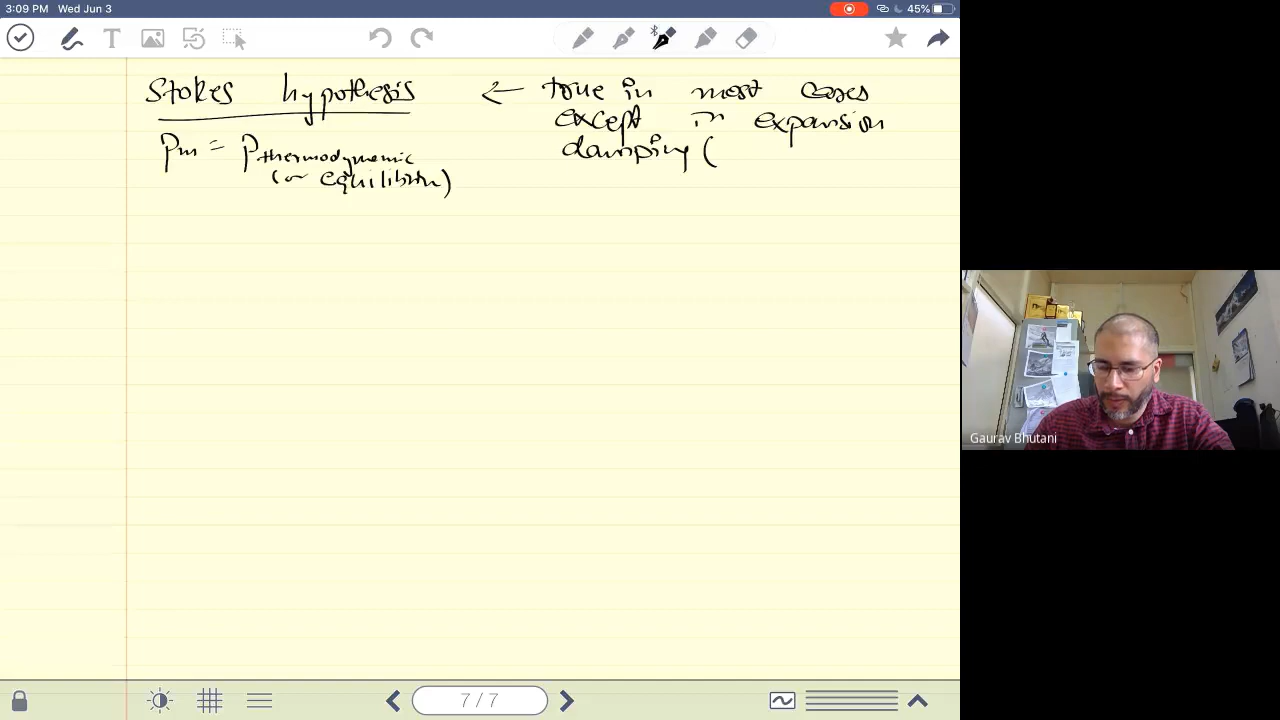 3:09 PM Wed Jun 3
45%
Stokes hypothesis ← true in most cases
except in expansion
damping (
Pm = Pthermodynamic
(or equilibrium)
Gaurav Bhutani
7 / 7